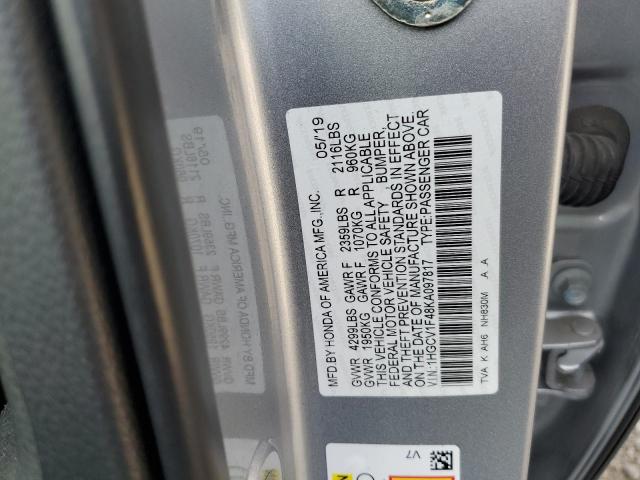 MFD.BY HONDA OF AMERICA MFG.,INC. 05/19
GVWR 4299LBS GAWR F 2359LBS R 2116LBS
GVWR 1950KG GAWR F 1070KG R 960KG
THIS VEHICLE CONFORMS TO ALL APPLICABLE
FEDERAL MOTOR VEHICLE SAFETY, BUMPER,
AND THEFT PREVENTION STANDARDS IN EFFECT
ON THE DATE OF MANUFACTURE SHOWN ABOVE.
V.I.N.:1HGCV1F48KA097817 TYPE:PASSENGER CAR
TVA K AH6 NH830M A A
V7